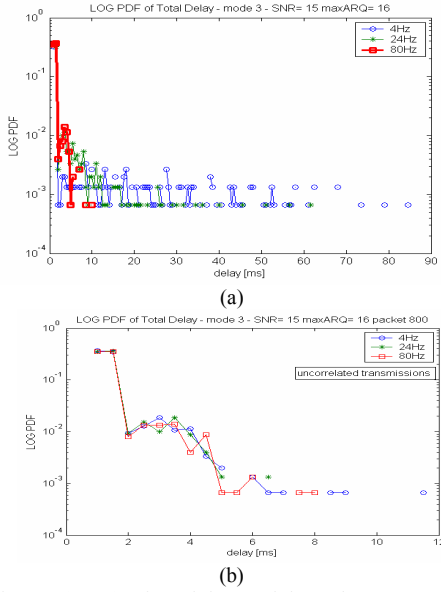 LOG PDF of Total Delay - mode 3 - SNR= 15 maxARQ= 16
4Hz
24Hz
80Hz
10^0
10^-1
10^-2
10^-3
10^-4
LOG PDF
0 10 20 30 40 50 60 70 80 90
delay [ms]
(a)
LOG PDF of Total Delay - mode 3 - SNR= 15 maxARQ= 16 packet 800
4Hz
24Hz
80Hz
uncorrelated transmissions
10^0
10^-1
10^-2
10^-3
10^-4
LOG PDF
0 2 4 6 8 10 12
delay [ms]
(b)